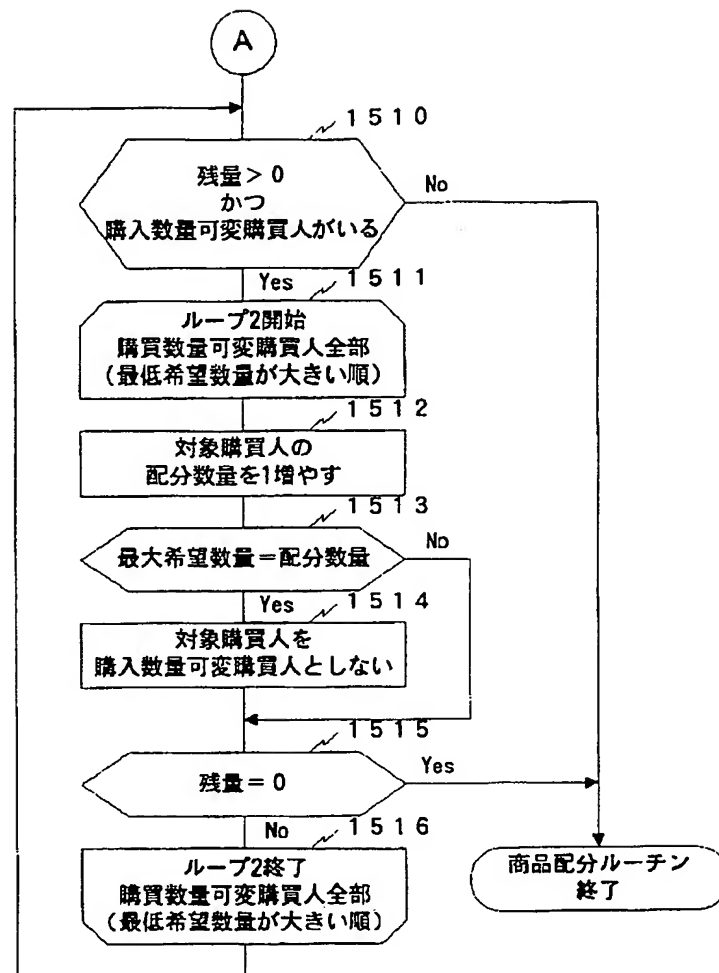 A
1510
残量>0
かつ
購入数量可変購買人がいる
No
Yes
1511
ループ2開始
購買数量可変購買人全部
(最低希望数量が大きい順)
1512
対象購買人の
配分数量を1増やす
1513
最大希望数量=配分数量
No
Yes
1514
対象購買人を
購入数量可変購買人としない
1515
残量=0
Yes
No
1516
ループ2終了
購買数量可変購買人全部
(最低希望数量が大きい順)
商品配分ルーチン
終了